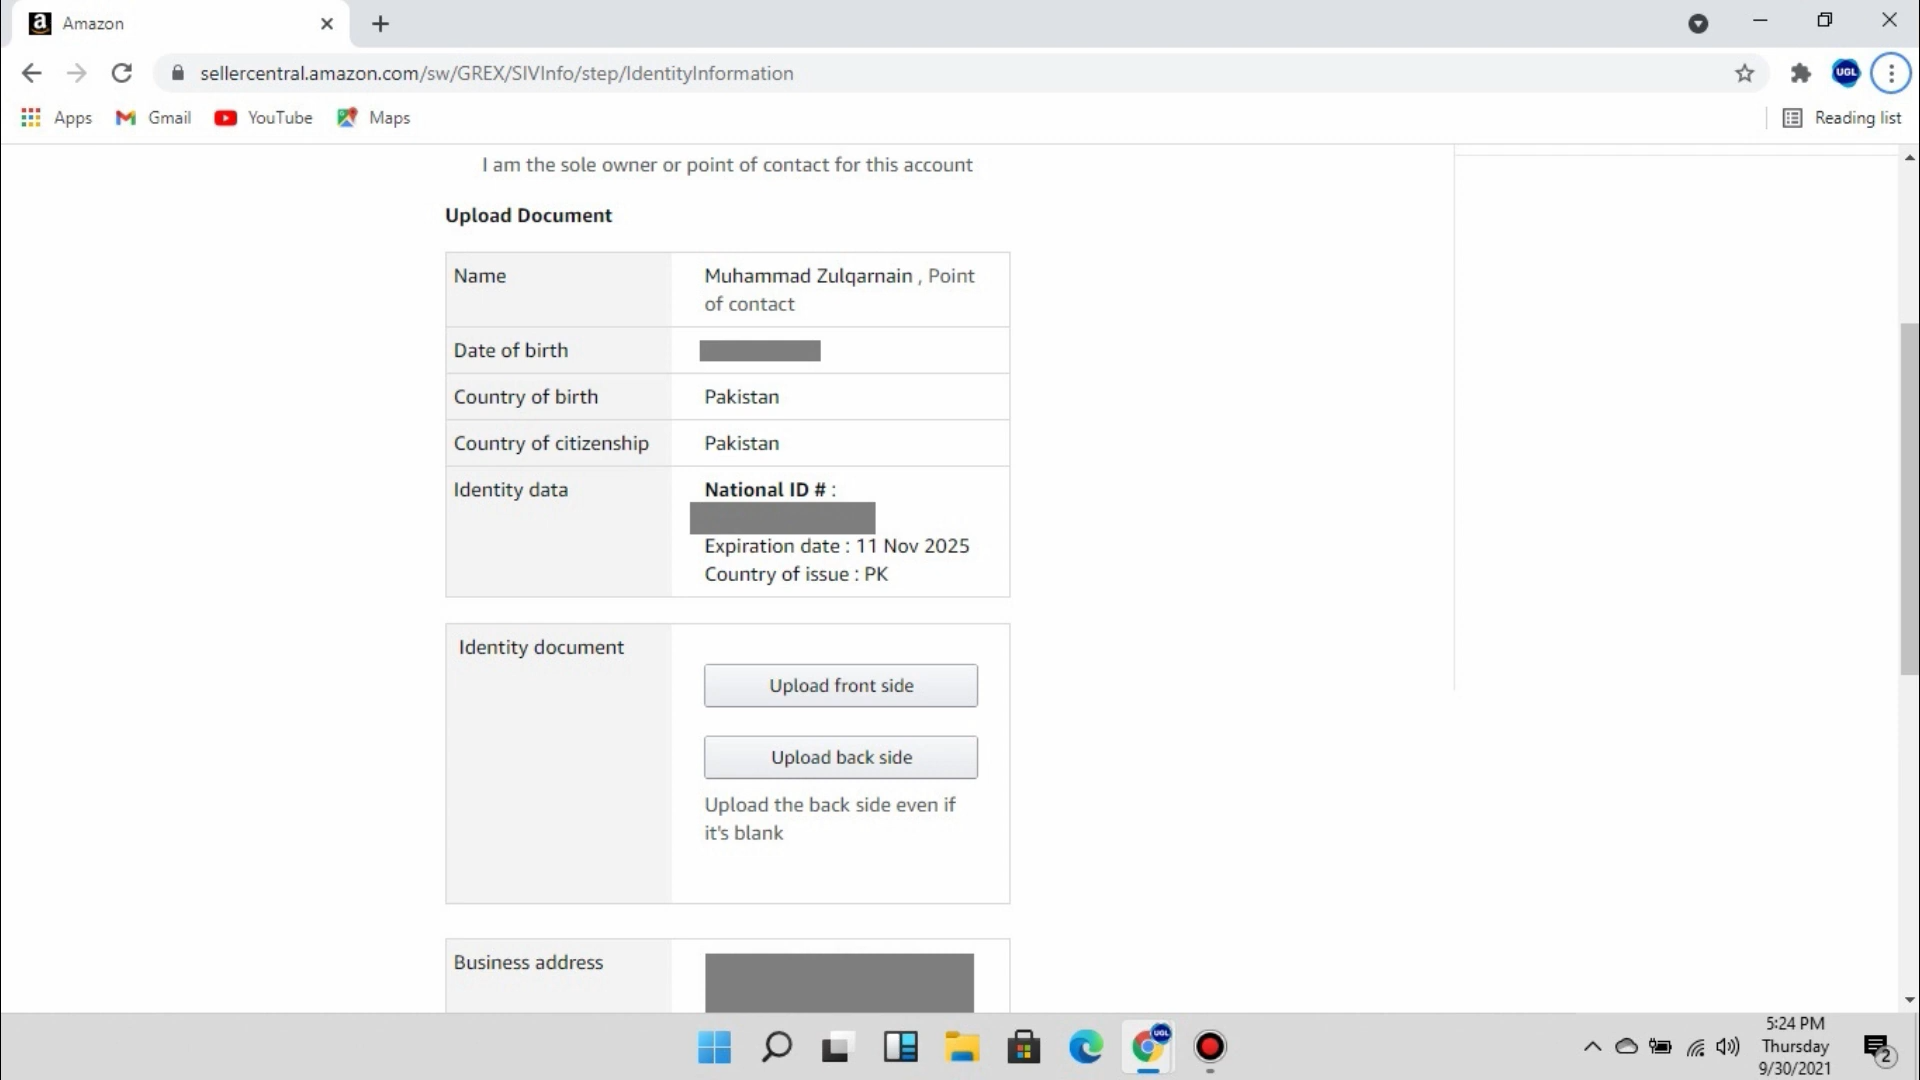 a Amazon
sellercentral.amazon.com/sw/GREX/SIVInfo/step/IdentityInformation
UGL
Apps Gmail YouTube Maps Reading list
I am the sole owner or point of contact for this account
Upload Document
Name Muhammad Zulqarnain , Point
of contact
Date of birth
Country of birth Pakistan
Country of citizenship Pakistan
Identity data National ID # :
Expiration date : 11 Nov 2025
Country of issue : PK
Identity document
Upload front side
Upload back side
Upload the back side even if
it's blank
Business address
UGL
5:24 PM
Thursday
9/30/2021
2